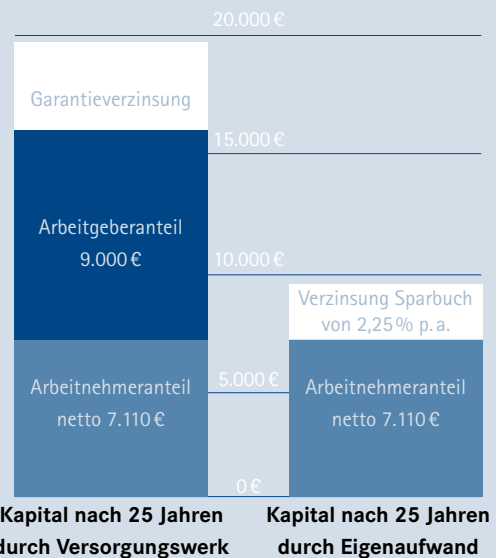 20.000 €
Garantieverzinsung
15.000 €
Arbeitgeberanteil
9.000 €
10.000 €
Verzinsung Sparbuch
von 2,25 % p. a.
Arbeitnehmeranteil
netto 7.110 €
5.000 €
Arbeitnehmeranteil
netto 7.110 €
0 €
Kapital nach 25 Jahren
durch Versorgungswerk
Kapital nach 25 Jahren
durch Eigenaufwand